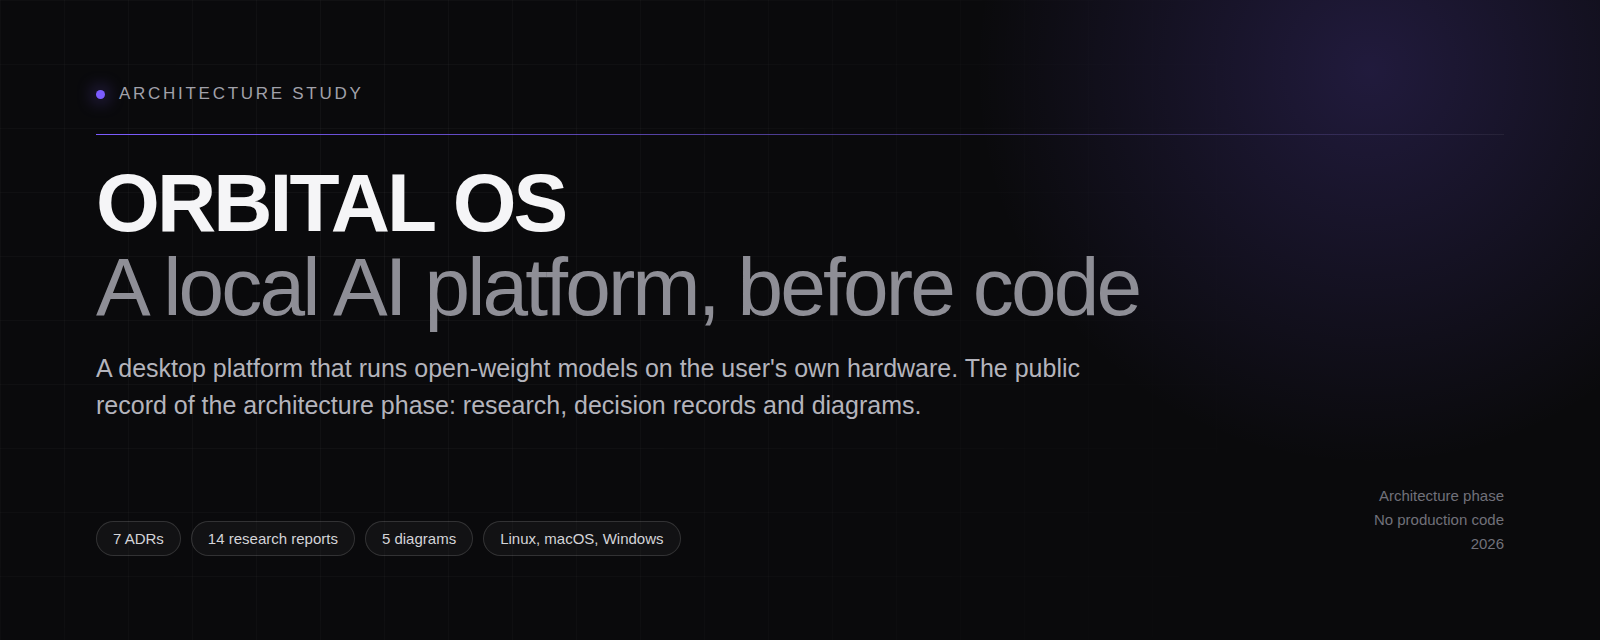 ARCHITECTURE STUDY
ORBITAL OS
A local AI platform, before code
A desktop platform that runs open-weight models on the user's own hardware. The public
record of the architecture phase: research, decision records and diagrams.
7 ADRs
14 research reports
5 diagrams
Linux, macOS, Windows
Architecture phase
No production code
2026